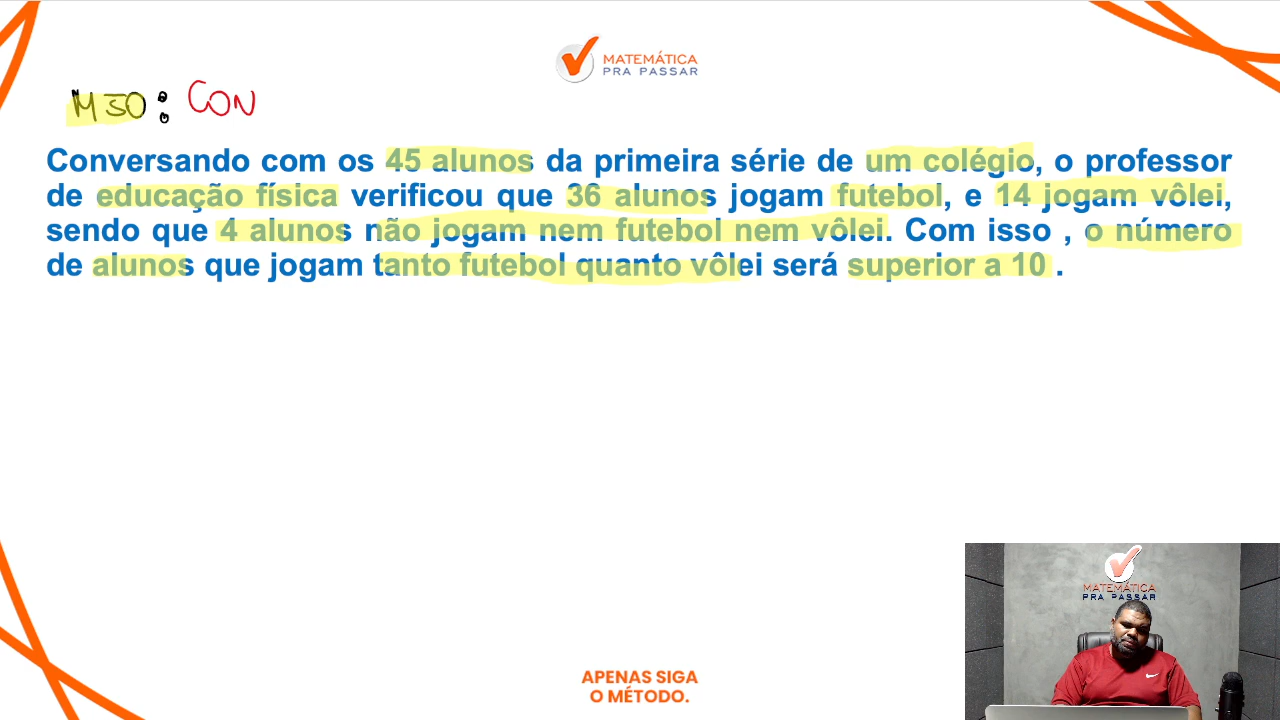 MATEMÁTICA
PRA PASSAR
MJO: CON
Conversando com os 45 alunos da primeira série de um colégio, o professor
de educação física verificou que 36 alunos jogam futebol, e 14 jogam vôlei,
sendo que 4 alunos não jogam nem futebol nem vôlei. Com isso , o número
de alunos que jogam tanto futebol quanto vôlei será superior a 10 .
MATEMÁTICA
PRA PASSAR
APENAS SIGA
O MÉTODO.